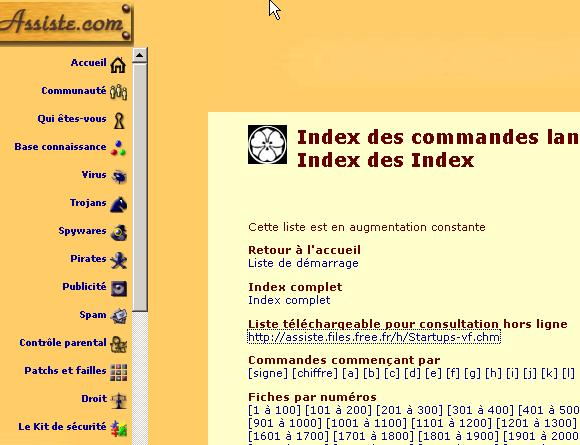 Assiste.com
Accueil
Communauté
Qui êtes-vous
Base connaissance
Virus
Trojans
Spywares
Pirates
Publicité
Spam
Contrôle parental
Patchs et failles
Droit
Le Kit de sécurité
Index des commandes lan
Index des Index
Cette liste est en augmentation constante
Retour à l'accueil
Liste de démarrage
Index complet
Index complet
Liste téléchargeable pour consultation hors ligne
http://assiste.files.free.fr/h/Startups-vf.chm
Commandes commençant par
[signe] [chiffre] [a] [b] [c] [d] [e] [f] [g] [h] [i] [j] [k] [l]
Fiches par numéros
[1 à 100] [101 à 200] [201 à 300] [301 à 400] [401 à 500
[901 à 1000] [1001 à 1100] [1101 à 1200] [1201 à 1300]
[1601 à 1700] [1701 à 1800] [1801 à 1900] [1901 à 200